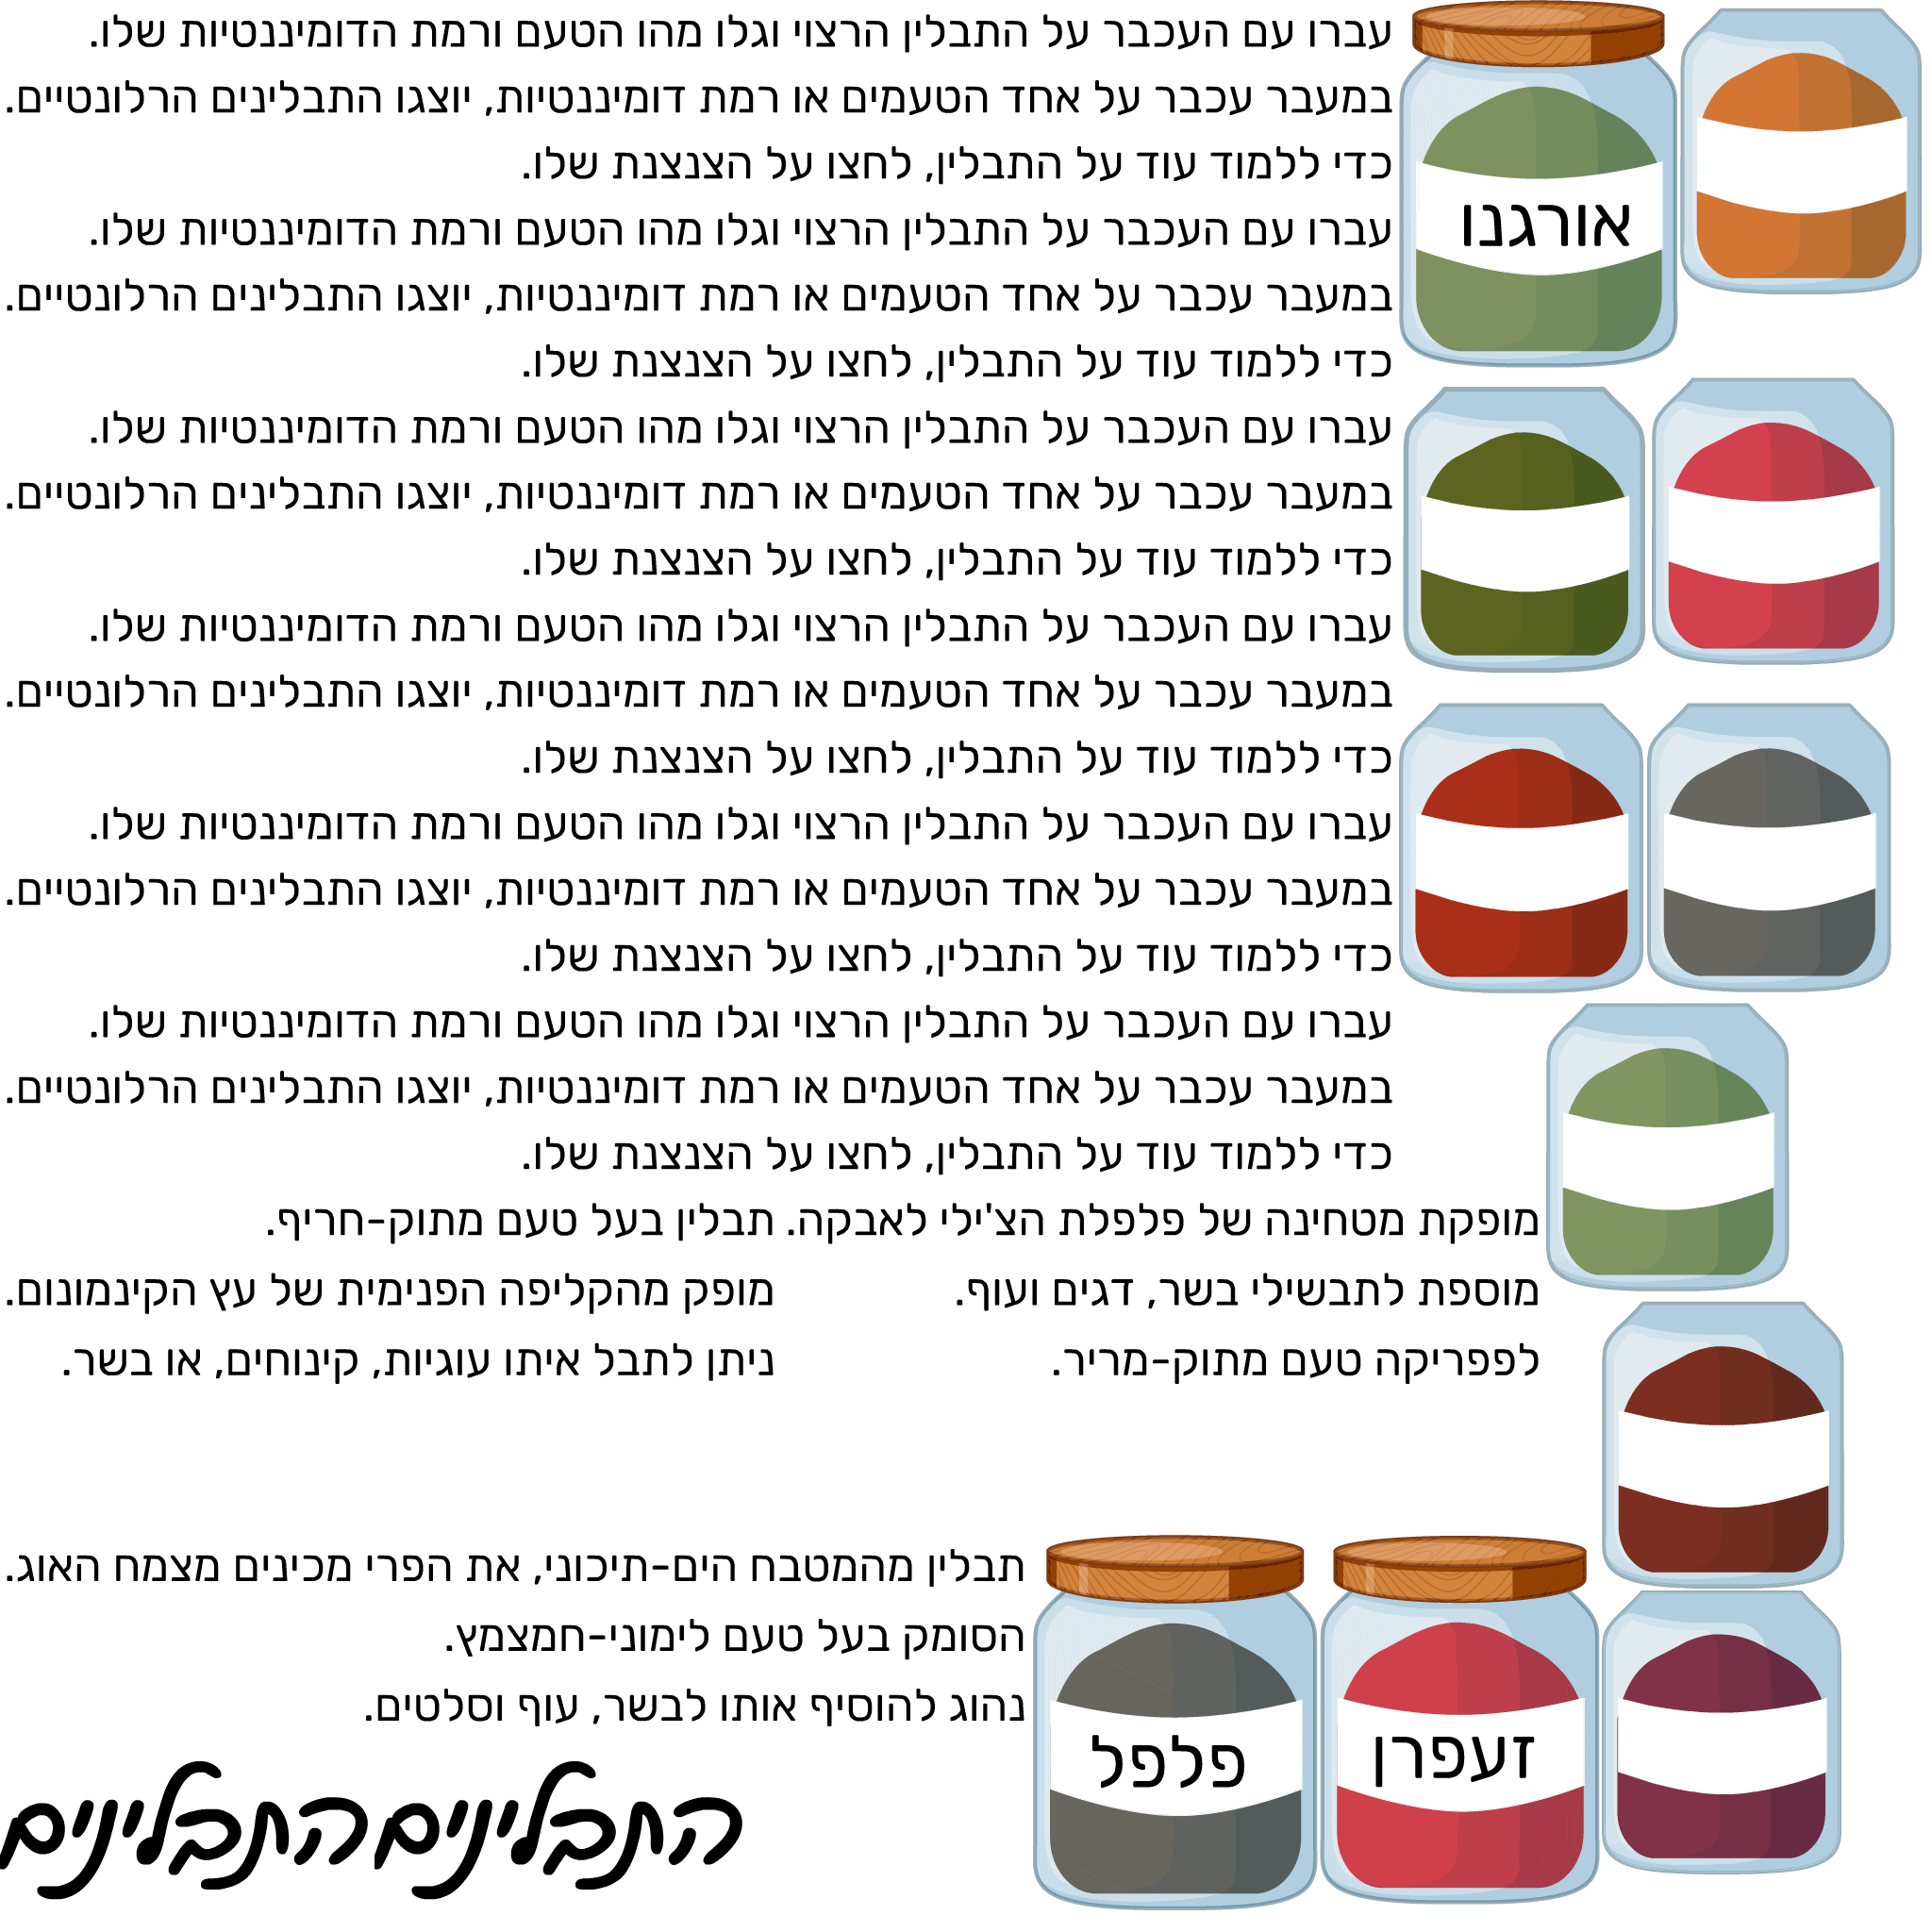 עברו עם העכבר על התבלין הרצוי וגלו מהו הטעם ורמת הדומיננטיות שלו.
במעבר עכבר על אחד הטעמים או רמת דומיננטיות, יוצגו התבלינים הרלונטיים.
כדי ללמוד עוד על התבלין, לחצו על הצנצנת שלו.
אורגנו
עברו עם העכבר על התבלין הרצוי וגלו מהו הטעם ורמת הדומיננטיות שלו.
במעבר עכבר על אחד הטעמים או רמת דומיננטיות, יוצגו התבלינים הרלונטיים.
כדי ללמוד עוד על התבלין, לחצו על הצנצנת שלו.
עברו עם העכבר על התבלין הרצוי וגלו מהו הטעם ורמת הדומיננטיות שלו.
במעבר עכבר על אחד הטעמים או רמת דומיננטיות, יוצגו התבלינים הרלונטיים.
כדי ללמוד עוד על התבלין, לחצו על הצנצנת שלו.
עברו עם העכבר על התבלין הרצוי וגלו מהו הטעם ורמת הדומיננטיות שלו.
במעבר עכבר על אחד הטעמים או רמת דומיננטיות, יוצגו התבלינים הרלונטיים.
כדי ללמוד עוד על התבלין, לחצו על הצנצנת שלו.
עברו עם העכבר על התבלין הרצוי וגלו מהו הטעם ורמת הדומיננטיות שלו.
במעבר עכבר על אחד הטעמים או רמת דומיננטיות, יוצגו התבלינים הרלונטיים.
כדי ללמוד עוד על התבלין, לחצו על הצנצנת שלו.
עברו עם העכבר על התבלין הרצוי וגלו מהו הטעם ורמת הדומיננטיות שלו.
במעבר עכבר על אחד הטעמים או רמת דומיננטיות, יוצגו התבלינים הרלונטיים.
כדי ללמוד עוד על התבלין, לחצו על הצנצנת שלו.
מופקת מטחינה של פלפלת הצ'ילי לאבקה.
מוספת לתבשילי בשר, דגים ועוף.
לפפריקה טעם מתוק-מריר.
תבלין בעל טעם מתוק-חריף.
מופק מהקליפה הפנימית של עץ הקינמונום.
ניתן לתבל איתו עוגיות, קינוחים, או בשר.
זעפרן
פלפל
תבלין מהמטבח הים-תיכוני, את הפרי מכינים מצמח האוג.
הסומק בעל טעם לימוני-חמצמץ.
נהוג להוסיף אותו לבשר, עוף וסלטים.
התבלינים
התבלינים